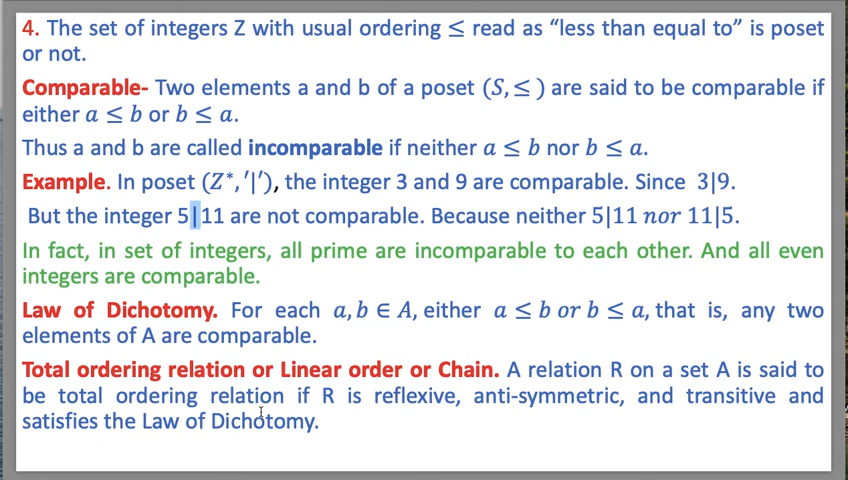 4. The set of integers Z with usual ordering ≤ read as “less than equal to” is poset
or not.
Comparable- Two elements a and b of a poset (S, ≤ ) are said to be comparable if
either a ≤ b or b ≤ a.
Thus a and b are called incomparable if neither a ≤ b nor b ≤ a.
Example. In poset (Z*, ′|′), the integer 3 and 9 are comparable. Since 3|9.
But the integer 5|11 are not comparable. Because neither 5|11 nor 11|5.
In fact, in set of integers, all prime are incomparable to each other. And all even
integers are comparable.
Law of Dichotomy. For each a, b ∈ A, either a ≤ b or b ≤ a, that is, any two
elements of A are comparable.
Total ordering relation or Linear order or Chain. A relation R on a set A is said to
be total ordering relation if R is reflexive, anti-symmetric, and transitive and
satisfies the Law of Dichotomy.